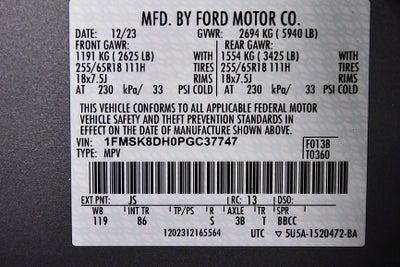 MFD. BY FORD MOTOR CO.
DATE: 12/23 GVWR: 2694 KG ( 5940 LB)
FRONT GAWR: REAR GAWR:
1191 KG ( 2625 LB) WITH 1554 KG ( 3425 LB) WITH
255/65R18 111H TIRES 255/65R18 111H TIRES
18x7.5J RIMS 18x7.5J RIMS
AT 230 kPa/ 33 PSI COLD AT 230 kPa/ 33 PSI COLD
THIS VEHICLE CONFORMS TO ALL APPLICABLE FEDERAL MOTOR
VEHICLE SAFETY AND THEFT PREVENTION STANDARDS IN
EFFECT ON THE DATE OF MANUFACTURE SHOWN ABOVE.
VIN: 1FMSK8DH0PGC37747 F0138
TYPE: MPV T0360
EXT PNT: JS RC: 13 DSO:
WB INT TR TP/PS R AXLE TR SPR
119 86 S 3B T BBCC
1202312165564 UTC ▽ 5U5A-1520472-BA